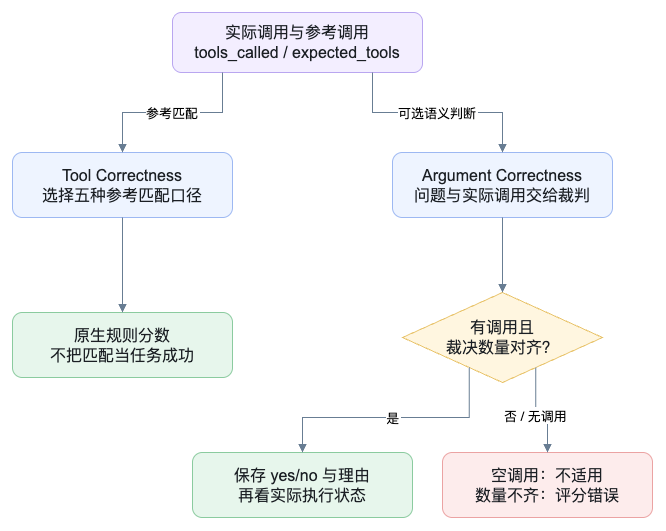 实际调用与参考调用
tools_called / expected_tools
参考匹配
可选语义判断
Tool Correctness
选择五种参考匹配口径
Argument Correctness
问题与实际调用交给裁判
原生规则分数
不把匹配当任务成功
有调用且
裁决数量对齐?
是
否 / 无调用
保存 yes/no 与理由
再看实际执行状态
空调用：不适用
数量不齐：评分错误